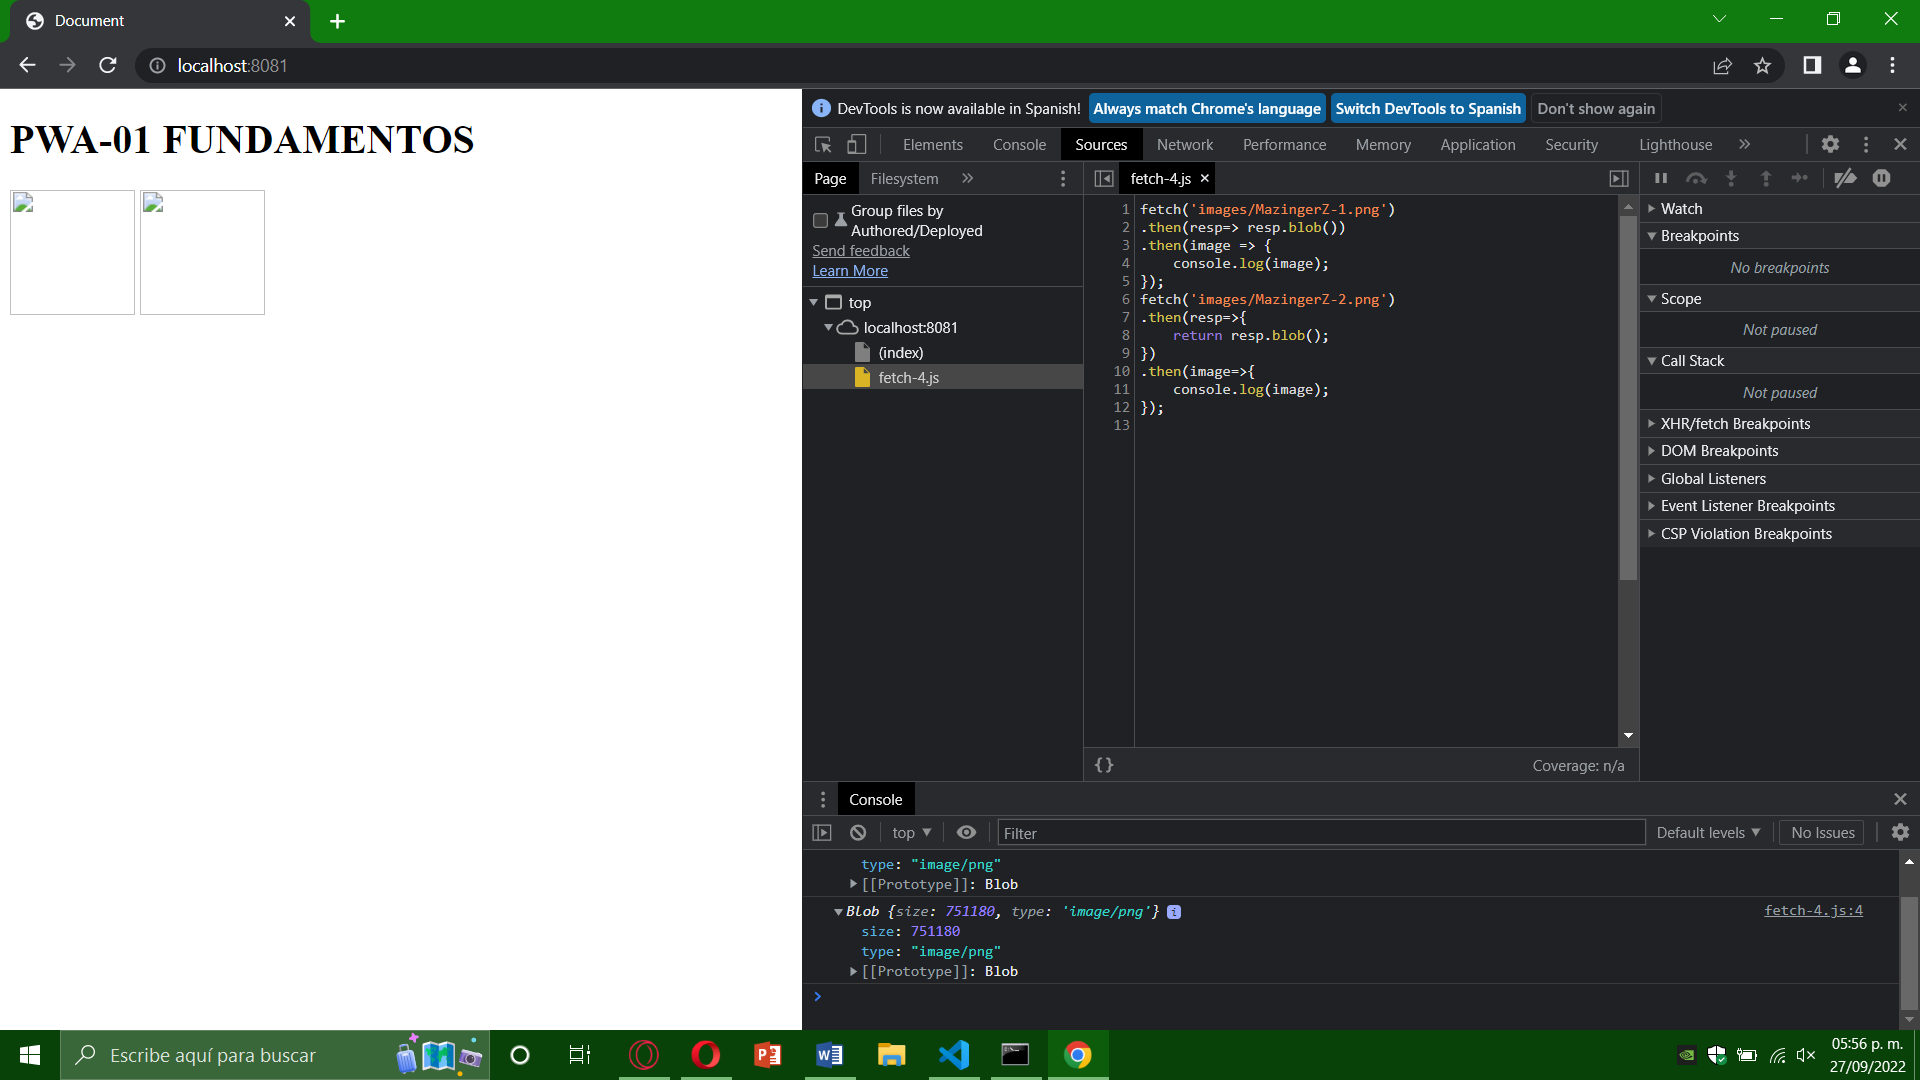 Document
localhost:8081
PWA-01 FUNDAMENTOS
DevTools is now available in Spanish!
Always match Chrome's language
Switch DevTools to Spanish
Don't show again
Elements
Console
Sources
Network
Performance
Memory
Application
Security
Lighthouse
Page
Filesystem
Group files by
Authored/Deployed
Send feedback
Learn More
top
localhost:8081
(index)
fetch-4.js
fetch-4.js
1 fetch('images/MazingerZ-1.png')
2 .then(resp=> resp.blob())
3 .then(image => {
4     console.log(image);
5 });
6 fetch('images/MazingerZ-2.png')
7 .then(resp=>{
8     return resp.blob();
9 })
10 .then(image=>{
11     console.log(image);
12 });
13
{}
Coverage: n/a
Watch
Breakpoints
No breakpoints
Scope
Not paused
Call Stack
Not paused
XHR/fetch Breakpoints
DOM Breakpoints
Global Listeners
Event Listener Breakpoints
CSP Violation Breakpoints
Console
top
Filter
Default levels
No Issues
type: "image/png"
[[Prototype]]: Blob
Blob {size: 751180, type: 'image/png'}
fetch-4.js:4
size: 751180
type: "image/png"
[[Prototype]]: Blob
Escribe aquí para buscar
05:56 p. m.
27/09/2022